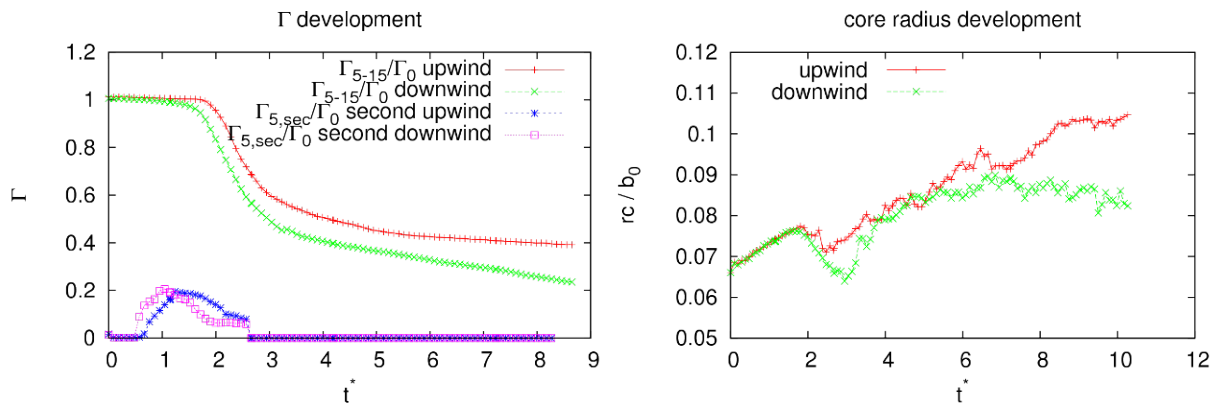 Γ development
1.2
1
0.8
0.6
0.4
0.2
0
Γ
Γ5-15/Γ0 upwind
Γ5-15/Γ0 downwind
Γ5,sec/Γ0 second upwind
Γ5,sec/Γ0 second downwind
0 1 2 3 4 5 6 7 8 9
t*
core radius development
0.12
0.11
0.1
0.09
0.08
0.07
0.06
0.05
rc / b0
upwind
downwind
0 2 4 6 8 10 12
t*